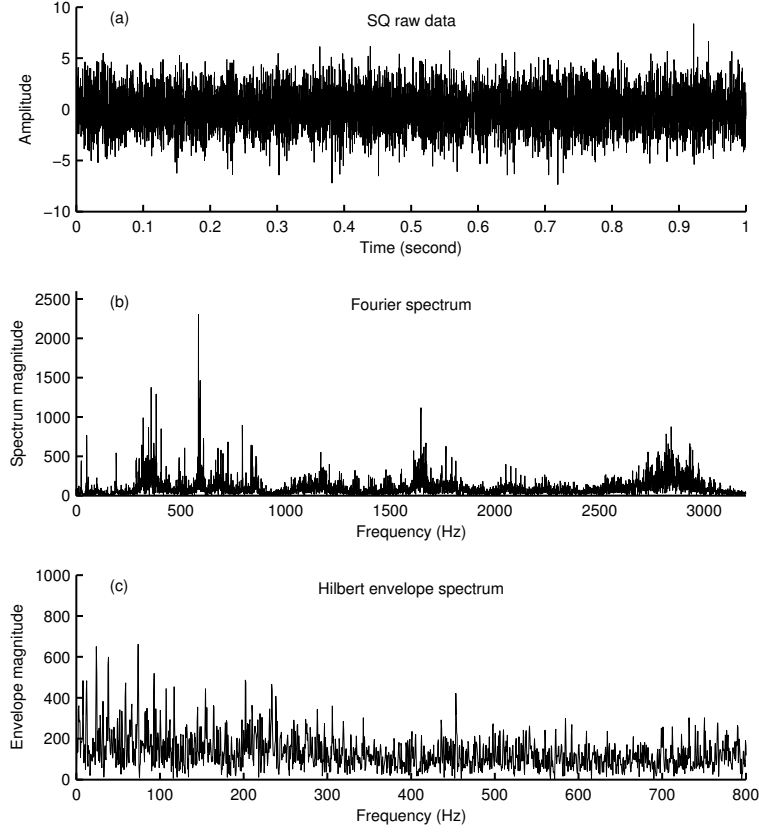 (a)
SQ raw data
Amplitude
10
5
0
−5
−10
0 0.1 0.2 0.3 0.4 0.5 0.6 0.7 0.8 0.9 1
Time (second)
(b)
Fourier spectrum
Spectrum magnitude
2500
2000
1500
1000
500
0
0 500 1000 1500 2000 2500 3000
Frequency (Hz)
(c)
Hilbert envelope spectrum
Envelope magnitude
1000
800
600
400
200
0
0 100 200 300 400 500 600 700 800
Frequency (Hz)